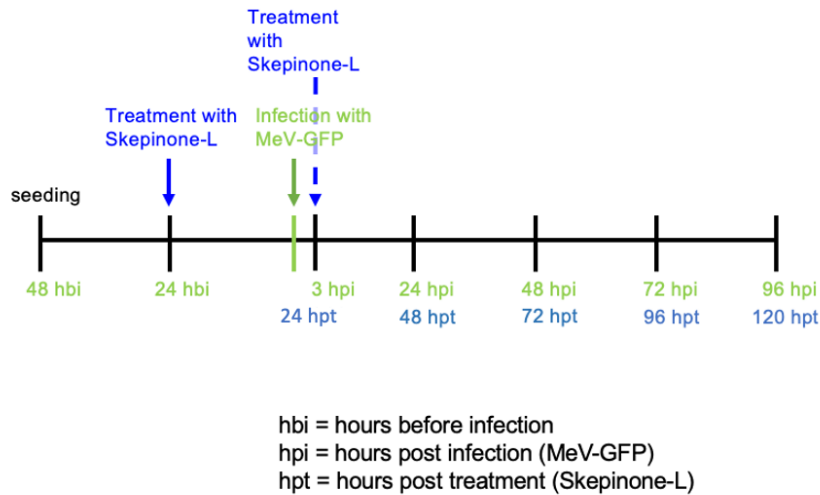 Treatment
with
Skepinone-L
Treatment with
Skepinone-L
Infection with
MeV-GFP
seeding
48 hbi
24 hbi
3 hpi
24 hpi
48 hpi
72 hpi
96 hpi
24 hpt
48 hpt
72 hpt
96 hpt
120 hpt
hbi = hours before infection
hpi = hours post infection (MeV-GFP)
hpt = hours post treatment (Skepinone-L)